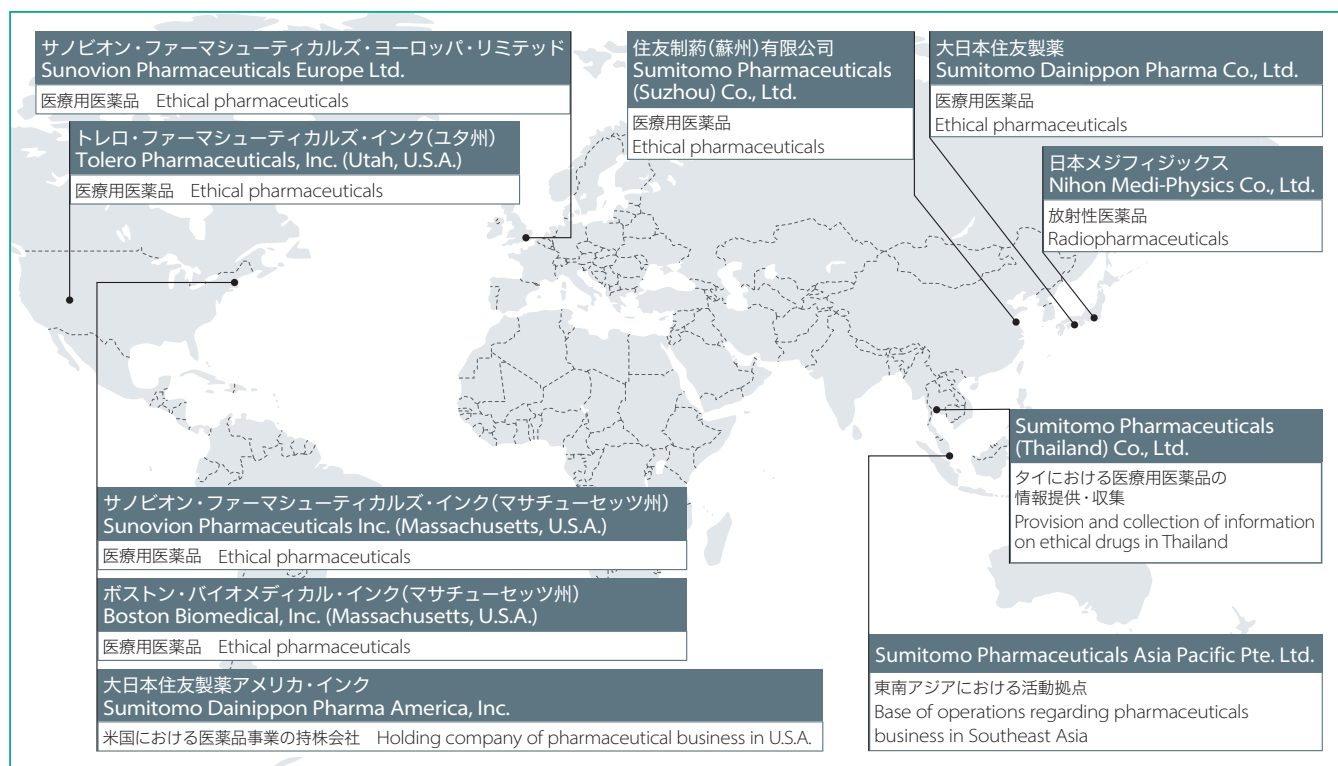 サノビオン・ファーマシューティカルズ・ヨーロッパ・リミテッド
Sunovion Pharmaceuticals Europe Ltd.
医療用医薬品　Ethical pharmaceuticals
トレロ・ファーマシューティカルズ・インク(ユタ州)
Tolero Pharmaceuticals, Inc. (Utah, U.S.A.)
医療用医薬品　Ethical pharmaceuticals
住友制葯(蘇州)有限公司
Sumitomo Pharmaceuticals
(Suzhou) Co., Ltd.
医療用医薬品
Ethical pharmaceuticals
大日本住友製薬
Sumitomo Dainippon Pharma Co., Ltd.
医療用医薬品
Ethical pharmaceuticals
日本メジフィジックス
Nihon Medi-Physics Co., Ltd.
放射性医薬品
Radiopharmaceuticals
Sumitomo Pharmaceuticals
(Thailand) Co., Ltd.
タイにおける医療用医薬品の
情報提供・収集
Provision and collection of information
on ethical drugs in Thailand
サノビオン・ファーマシューティカルズ・インク(マサチューセッツ州)
Sunovion Pharmaceuticals Inc. (Massachusetts, U.S.A.)
医療用医薬品　Ethical pharmaceuticals
ボストン・バイオメディカル・インク(マサチューセッツ州)
Boston Biomedical, Inc. (Massachusetts, U.S.A.)
医療用医薬品　Ethical pharmaceuticals
大日本住友製薬アメリカ・インク
Sumitomo Dainippon Pharma America, Inc.
米国における医薬品事業の持株会社　Holding company of pharmaceutical business in U.S.A.
Sumitomo Pharmaceuticals Asia Pacific Pte. Ltd.
東南アジアにおける活動拠点
Base of operations regarding pharmaceuticals
business in Southeast Asia